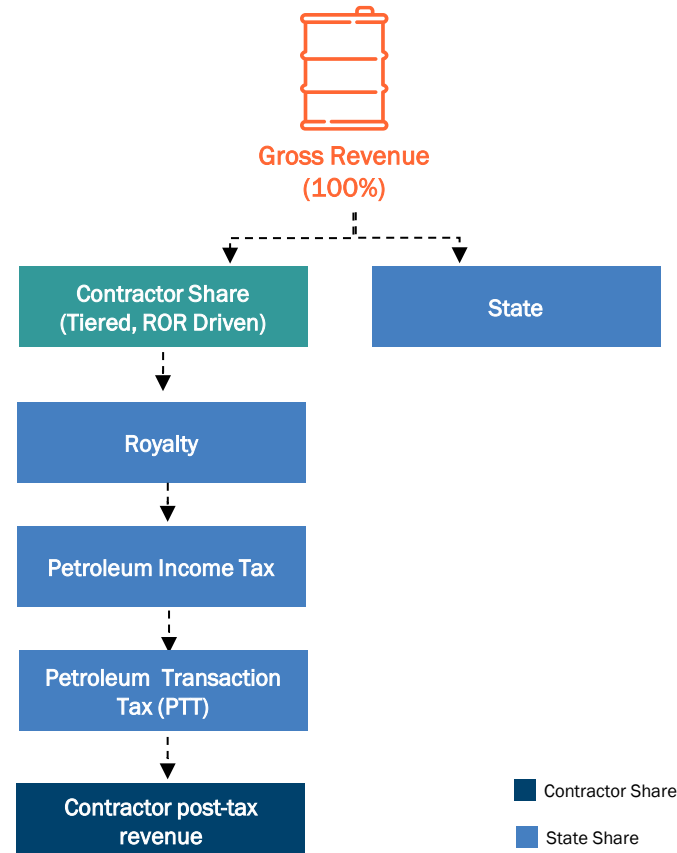 Gross Revenue
(100%)
Contractor Share
(Tiered, ROR Driven)
State
Royalty
Petroleum Income Tax
Petroleum Transaction
Tax (PTT)
Contractor post-tax
revenue
Contractor Share
State Share